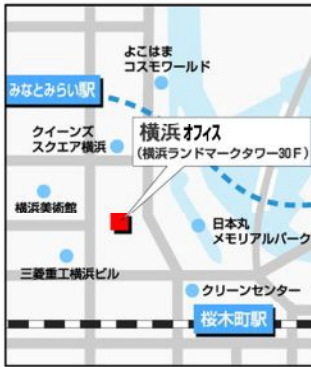 よこはま
コスモワールド
みなとみらい駅
クイーンズ
スクエア横浜
横浜オフィス
(横浜ランドマークタワー30F)
横浜美術館
日本丸
メモリアルパーク
三菱重工横浜ビル
クリーンセンター
桜木町駅